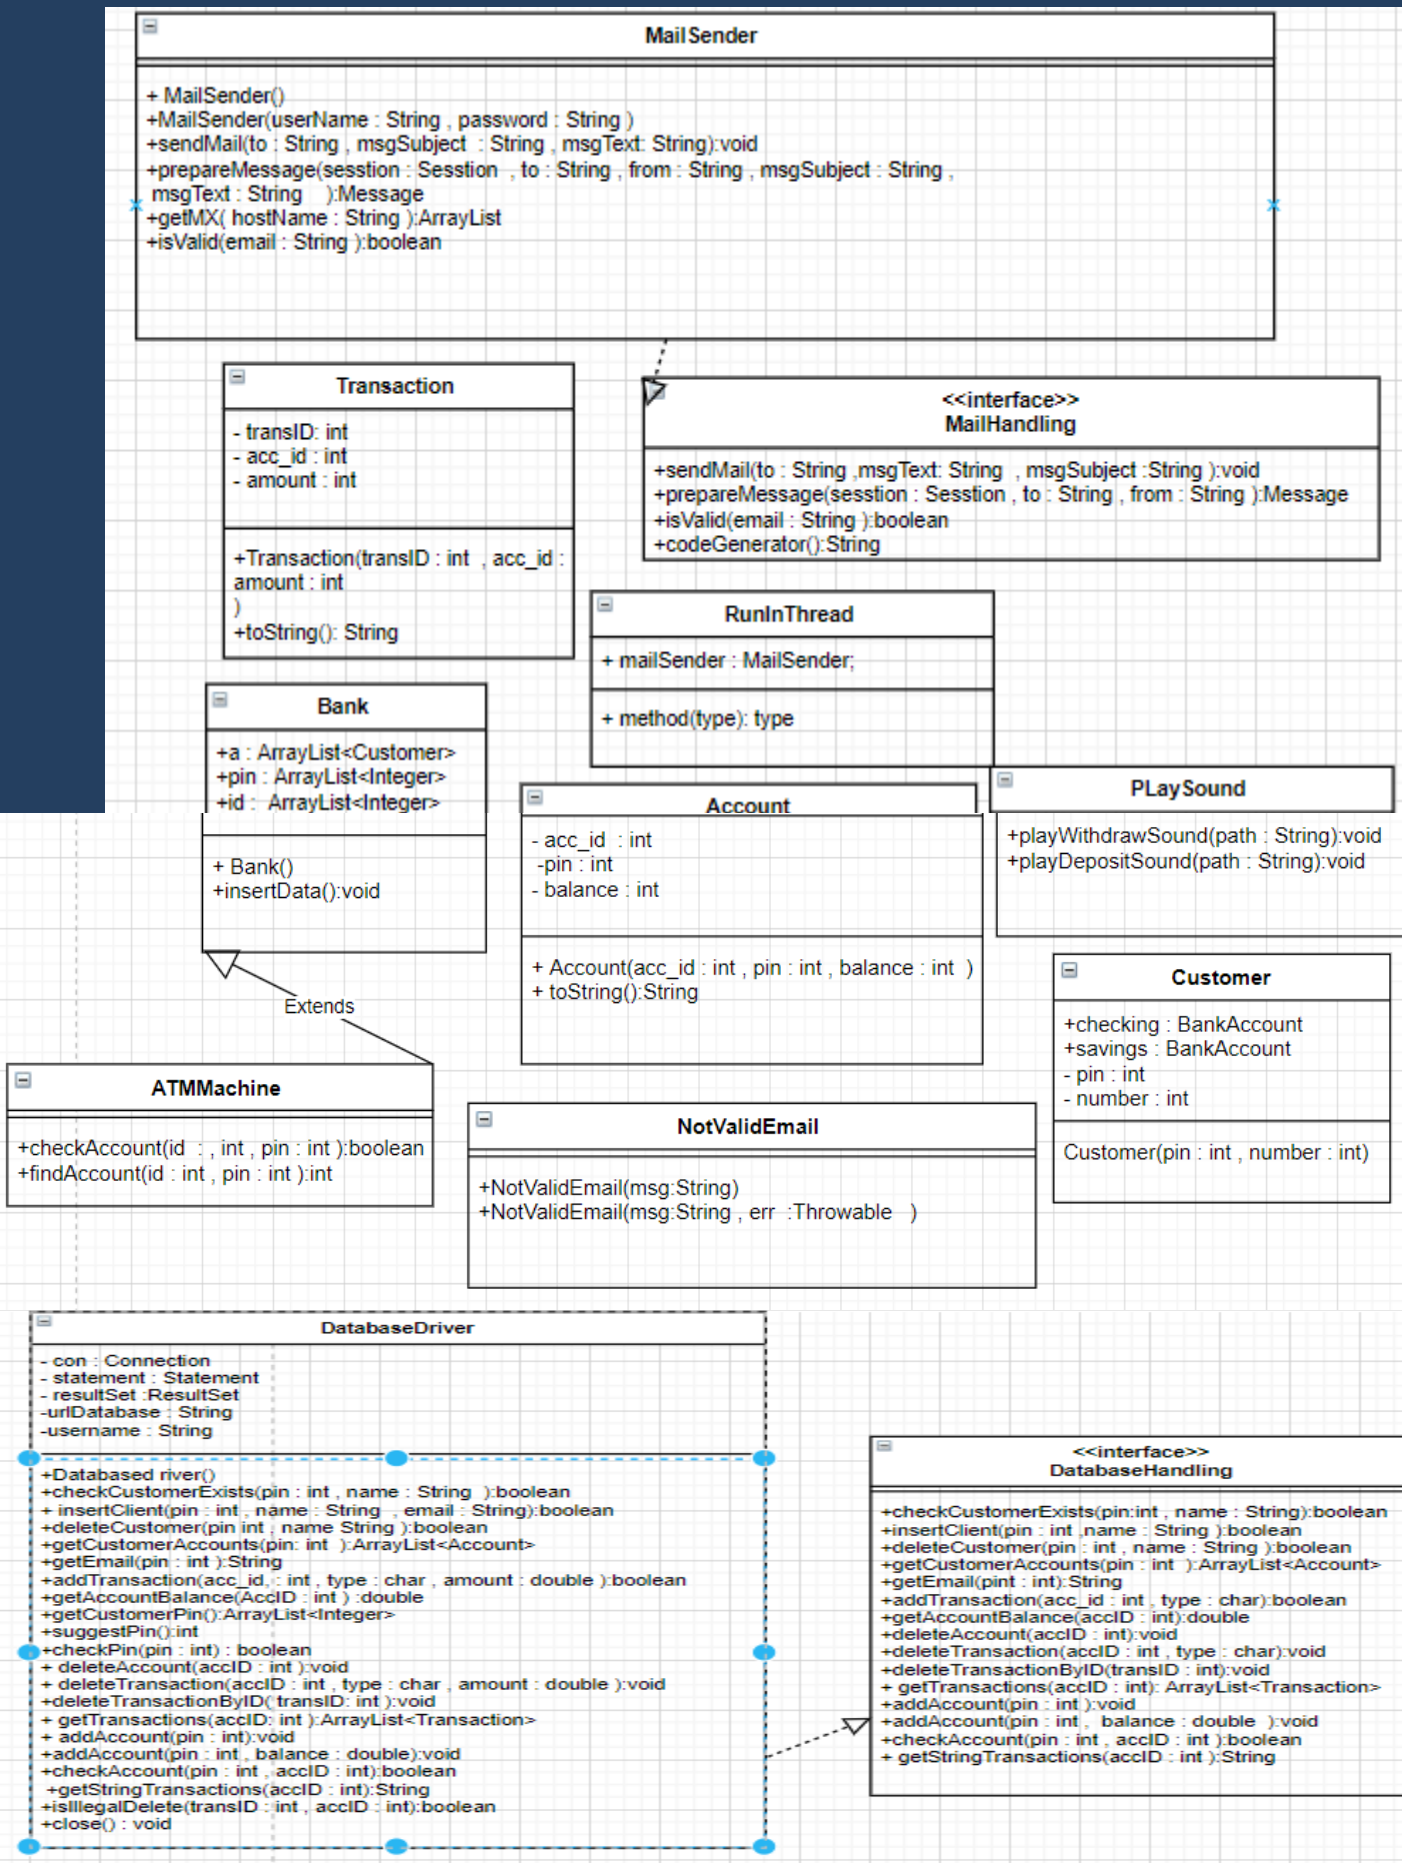 MailSender
+ MailSender()
+MailSender(userName : String , password : String )
+sendMail(to : String , msgSubject : String , msgText: String):void
+prepareMessage(sesstion : Sesstion , to : String , from : String , msgSubject : String ,
msgText : String ):Message
+getMX( hostName : String ):ArrayList
+isValid(email : String ):boolean
Transaction
- transID: int
- acc_id : int
- amount : int
+Transaction(transID : int , acc_id :
amount : int
)
+toString(): String
<<interface>>
MailHandling
+sendMail(to : String ,msgText: String , msgSubject :String ):void
+prepareMessage(sesstion : Sesstion , to : String , from : String ):Message
+isValid(email : String ):boolean
+codeGenerator():String
RunInThread
+ mailSender : MailSender;
+ method(type): type
Bank
+a : ArrayList<Customer>
+pin : ArrayList<Integer>
+id : ArrayList<Integer>
+ Bank()
+insertData():void
Account
- acc_id : int
-pin : int
- balance : int
+ Account(acc_id : int , pin : int , balance : int )
+ toString():String
PLaySound
+playWithdrawSound(path : String):void
+playDepositSound(path : String):void
Extends
Customer
+checking : BankAccount
+savings : BankAccount
- pin : int
- number : int
Customer(pin : int , number : int)
ATMMachine
+checkAccount(id : , int , pin : int ):boolean
+findAccount(id : int , pin : int ):int
NotValidEmail
+NotValidEmail(msg:String)
+NotValidEmail(msg:String , err :Throwable )
DatabaseDriver
- con : Connection
- statement : Statement
- resultSet :ResultSet
-urlDatabase : String
-username : String
+Databased river()
+checkCustomerExists(pin : int , name : String ):boolean
+ insertClient(pin : int , name : String , email : String):boolean
+deleteCustomer(pin int , name String ):boolean
+getCustomerAccounts(pin: int ):ArrayList<Account>
+getEmail(pin : int ):String
+addTransaction(acc_id, : int , type : char , amount : double ):boolean
+getAccountBalance(AccID : int ) :double
+getCustomerPin():ArrayList<Integer>
+suggestPin():int
+checkPin(pin : int) : boolean
+ deleteAccount(accID : int ):void
+ deleteTransaction(accID : int , type : char , amount : double ):void
+deleteTransactionByID( transID: int ):void
+ getTransactions(accID: int ):ArrayList<Transaction>
+ addAccount(pin : int):void
+addAccount(pin : int , balance : double):void
+checkAccount(pin : int , accID : int):boolean
+getStringTransactions(accID : int):String
+isIllegalDelete(transID : int , accID : int):boolean
+close() : void
<<interface>>
DatabaseHandling
+checkCustomerExists(pin:int , name : String):boolean
+insertClient(pin : int ,name : String ):boolean
+deleteCustomer(pin : int , name : String ):boolean
+getCustomerAccounts(pin : int ):ArrayList<Account>
+getEmail(pint : int):String
+addTransaction(acc_id : int , type : char):boolean
+getAccountBalance(accID : int):double
+deleteAccount(accID : int):void
+deleteTransaction(accID : int , type : char):void
+deleteTransactionByID(transID : int):void
+ getTransactions(accID : int): ArrayList<Transaction>
+addAccount(pin : int ):void
+addAccount(pin : int , balance : double ):void
+checkAccount(pin : int , accID : int ):boolean
+ getStringTransactions(accID : int ):String